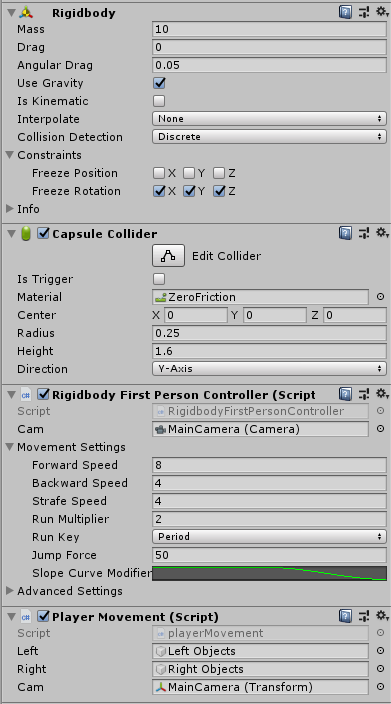 Rigidbody
Mass 10
Drag 0
Angular Drag 0.05
Use Gravity
Is Kinematic
Interpolate None
Collision Detection Discrete
Constraints
Freeze Position X Y Z
Freeze Rotation X Y Z
Info
Capsule Collider
Edit Collider
Is Trigger
Material ZeroFriction
Center X 0 Y 0 Z 0
Radius 0.25
Height 1.6
Direction Y-Axis
Rigidbody First Person Controller (Script
Script RigidbodyFirstPersonController
Cam MainCamera (Camera)
Movement Settings
Forward Speed 8
Backward Speed 4
Strafe Speed 4
Run Multiplier 2
Run Key Period
Jump Force 50
Slope Curve Modifier
Advanced Settings
Player Movement (Script)
Script playerMovement
Left Left Objects
Right Right Objects
Cam MainCamera (Transform)